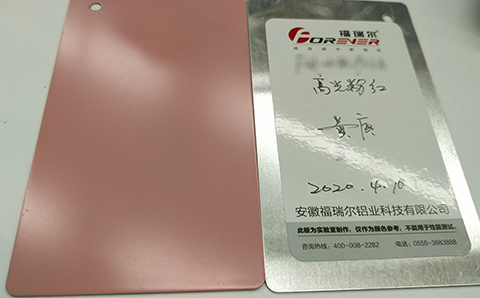 福瑞尔
FOREVER
高光粉红
2020.4.10
安徽福瑞尔铝业科技有限公司
此板为实验室制作，仅作为颜色参考，不能用于性能测试。
咨询热线：400-008-2282 电话：0555-3883888